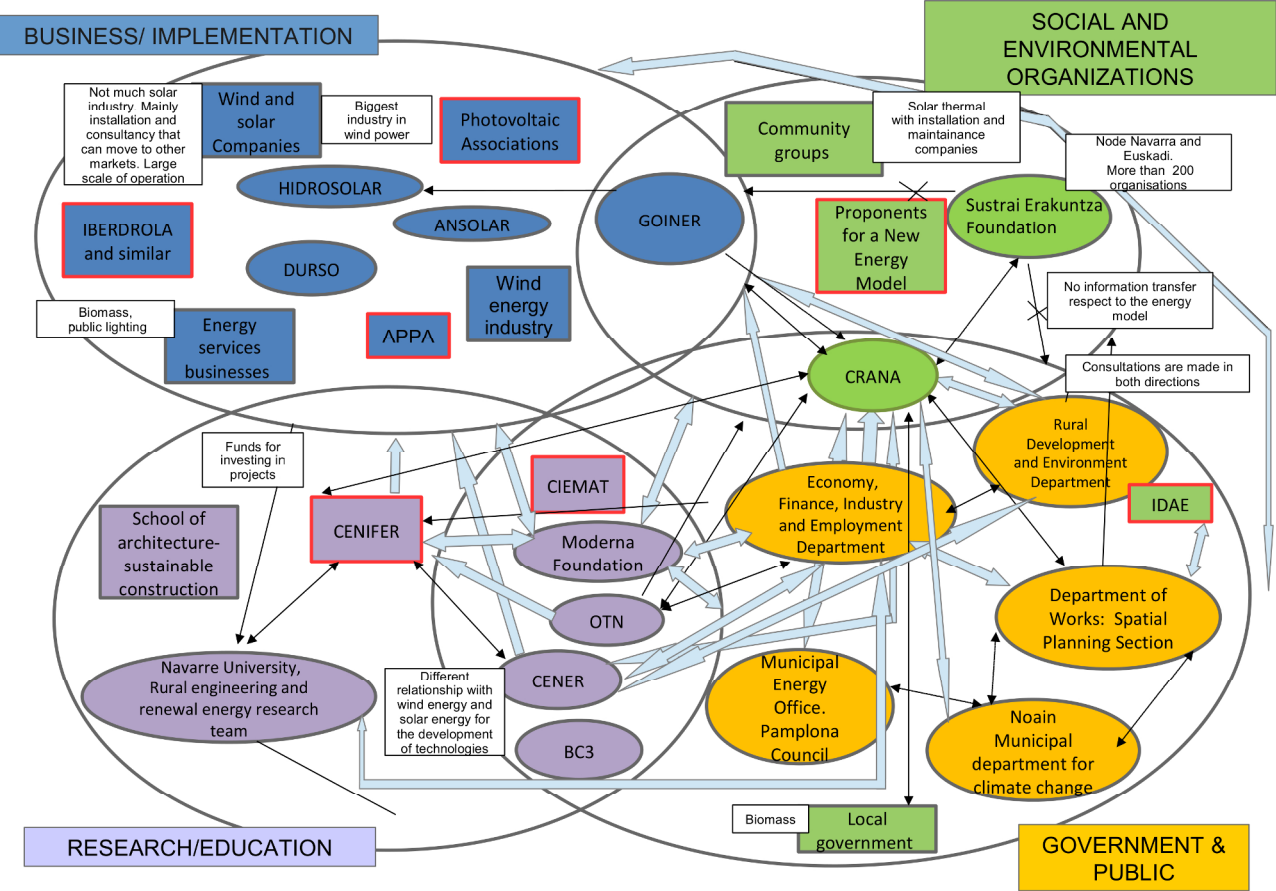 BUSINESS/ IMPLEMENTATION
SOCIAL AND
ENVIRONMENTAL
ORGANIZATIONS
Not much solar
industry. Mainly
installation and
consultancy that
can move to other
markets. Large
scale of operation
Wind and
solar
Companies
Biggest
industry in
wind power
Photovoltaic
Associations
Community
groups
Solar thermal
with installation and
maintainance
companies
Node Navarra and
Euskadi.
More than 200
organisations
HIDROSOLAR
ANSOLAR
GOINER
Proponents
for a New
Energy
Model
Sustrai Erakuntza
Foundation
IBERDROLA
and similar
DURSO
Wind
energy
industry
No information transfer
respect to the energy
model
Biomass,
public lighting
Energy
services
businesses
APPA
CRANA
Consultations are made in
both directions
Funds for
investing in
projects
Rural
Development
and Environment
Department
CIEMAT
Economy,
Finance, Industry
and Employment
Department
IDAE
School of
architecture-
sustainable
construction
CENIFER
Moderna
Foundation
OTN
Department of
Works: Spatial
Planning Section
Navarre University,
Rural engineering and
renewal energy research
team
Different
relationship wiith
wind energy and
solar energy for
the development
of technologies
CENER
BC3
Municipal
Energy
Office.
Pamplona
Council
Noain
Municipal
department for
climate change
Biomass
Local
government
RESEARCH/EDUCATION
GOVERNMENT &
PUBLIC